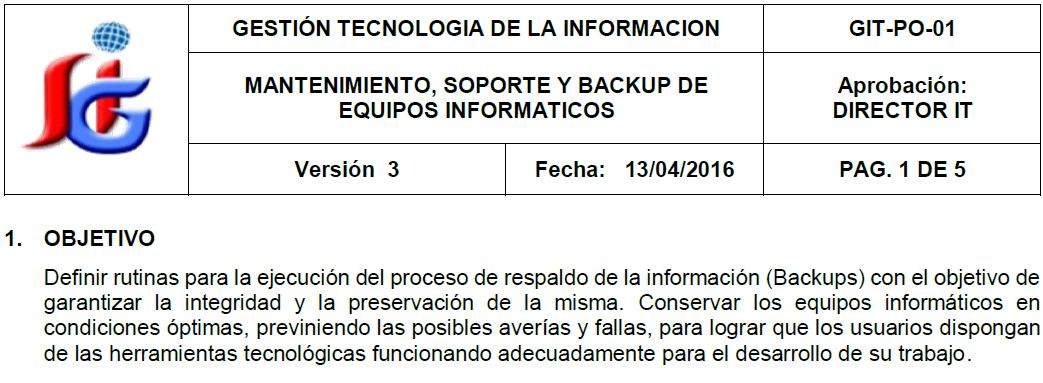 GESTIÓN TECNOLOGIA DE LA INFORMACION
GIT-PO-01
MANTENIMIENTO, SOPORTE Y BACKUP DE
EQUIPOS INFORMATICOS
Aprobación:
DIRECTOR IT
Versión 3
Fecha: 13/04/2016
PAG. 1 DE 5
1. OBJETIVO
Definir rutinas para la ejecución del proceso de respaldo de la información (Backups) con el objetivo de
garantizar la integridad y la preservación de la misma. Conservar los equipos informáticos en
condiciones óptimas, previniendo las posibles averías y fallas, para lograr que los usuarios dispongan
de las herramientas tecnológicas funcionando adecuadamente para el desarrollo de su trabajo.